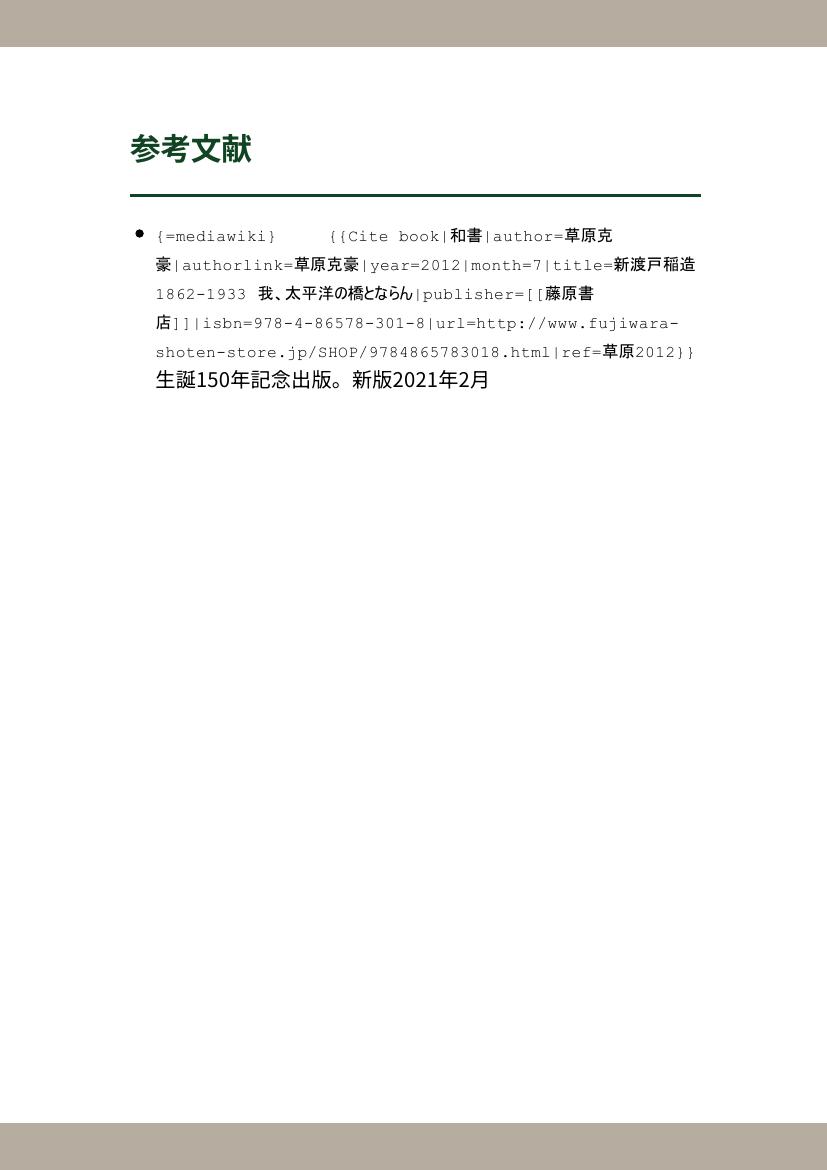 参考文献
● {=mediawiki} {{Cite book|和書|author=草原克
豪|authorlink=草原克豪|year=2012|month=7|title=新渡戸稲造
1862-1933 我、太平洋の橋とならん|publisher=[[藤原書
店]]|isbn=978-4-86578-301-8|url=http://www.fujiwara-
shoten-store.jp/SHOP/9784865783018.html|ref=草原2012}}
生誕150年記念出版。新版2021年2月